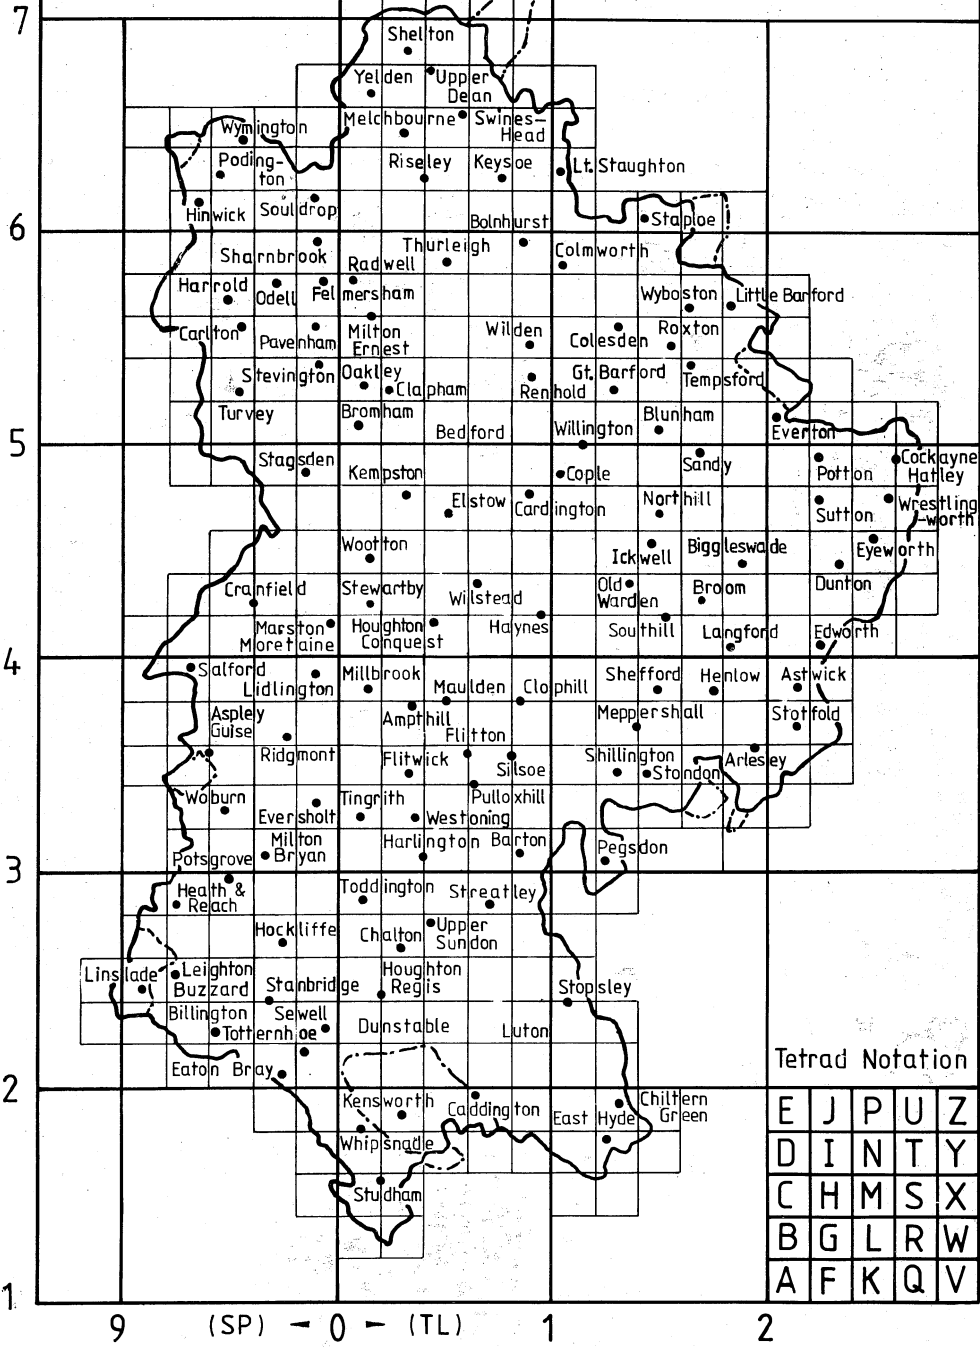 7
Shelton
Yelden
Upper
Dean
Melchbourne
Swines-
Head
Wymington
Poding-
ton
Riseley
Keysoe
Lt. Staughton
Hinwick
Souldrop
Bolnhurst
Staploe
6
Sharnbrook
Thurleigh
Colmworth
Radwell
Harrold
Odell
Felmersham
Wyboston
Little Barford
Carlton
Pavenham
Milton
Ernest
Wilden
Colesden
Roxton
Stevington
Oakley
Clapham
Renhold
Gt. Barford
Tempsford
Turvey
Bromham
Blunham
Bedford
Willington
Everton
5
Stagsden
Kempston
Cople
Sandy
Potton
Cockayne
Hatley
Elstow
Cardington
Northill
Sutton
Wrestling
-worth
Wootton
Ickwell
Biggleswade
Eyeworth
Cranfield
Stewartby
Wilstead
Old
Warden
Broom
Dunton
Marston
Moretaine
Houghton
Conquest
Haynes
Southill
Langford
Edworth
4
Salford
Lidlington
Millbrook
Maulden
Clophill
Shefford
Henlow
Astwick
Aspley
Guise
Ampthill
Flitton
Meppershall
Stotfold
Ridgmont
Flitwick
Silsoe
Shillington
Stondon
Arlesey
Woburn
Eversholt
Tingrith
Pulloxhill
Westoning
Milton
Bryan
Harlington
Barton
Pegsdon
Potsgrove
3
Heath &
Reach
Toddington
Streatley
Hockliffe
Chalton
Upper
Sundon
Linslade
Leighton
Buzzard
Stanbridge
Houghton
Regis
Stopsley
Billington
Sewell
Totternhoe
Dunstable
Luton
Eaton Bray
2
Kensworth
Caddington
East Hyde
Chiltern
Green
Whipsnade
Studham
1
Tetrad Notation
E J P U Z
D I N T Y
C H M S X
B G L R W
A F K Q V
9 (SP) ◄ 0 ► (TL) 1 2